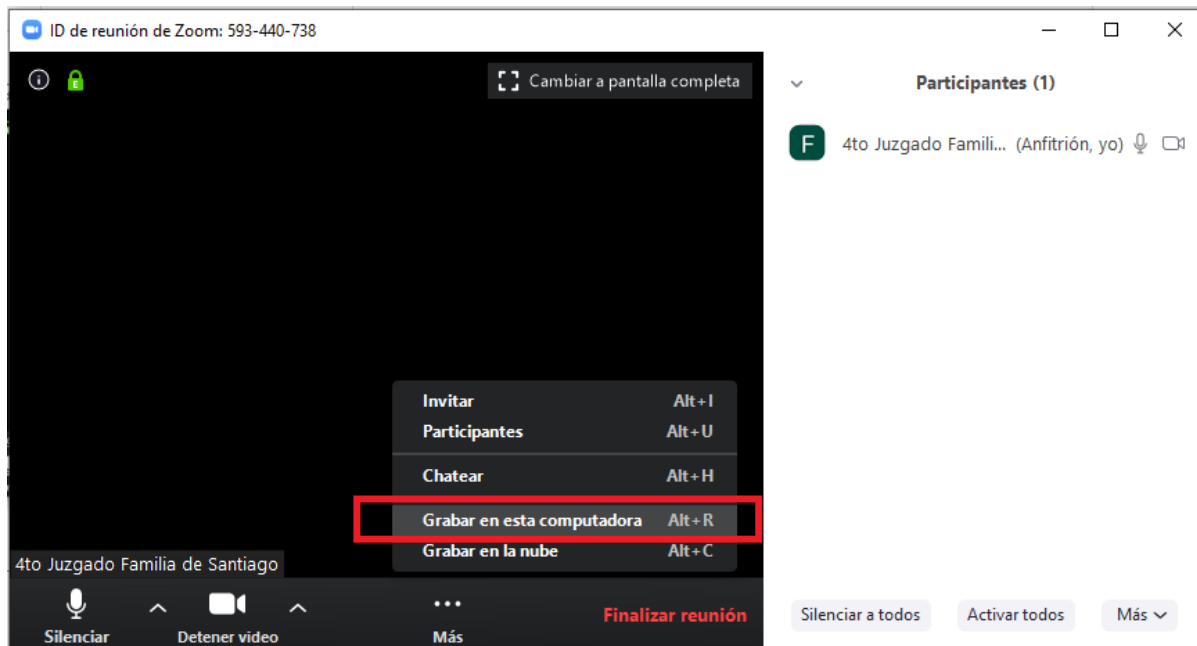 ID de reunión de Zoom: 593-440-738
Cambiar a pantalla completa
Participantes (1)
E
F
4to Juzgado Famili... (Anfitrión, yo)
Invitar Alt+I
Participantes Alt+U
Chatear Alt+H
Grabar en esta computadora Alt+R
Grabar en la nube Alt+C
4to Juzgado Familia de Santiago
Silenciar
Detener video
Más
Finalizar reunión
Silenciar a todos
Activar todos
Más